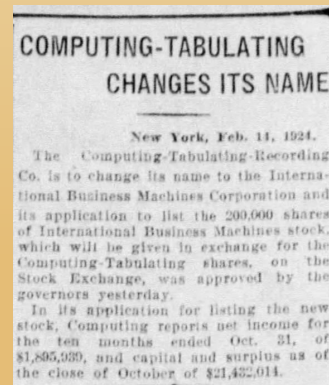 COMPUTING-TABULATING
CHANGES ITS NAME
New York, Feb. 14, 1924.
The Computing-Tabulating-Recording
Co. is to change its name to the Interna-
tional Business Machines Corporation and
its application to list the 200,000 shares
of International Business Machines stock,
which will be given in exchange for the
Computing-Tabulating shares, on the
Stock Exchange, was approved by the
governors yesterday.
In its application for listing the new
stock, Computing reports net income for
the ten months ended Oct. 31, of
$1,895,939, and capital and surplus as of
the close of October of $21,432,014.